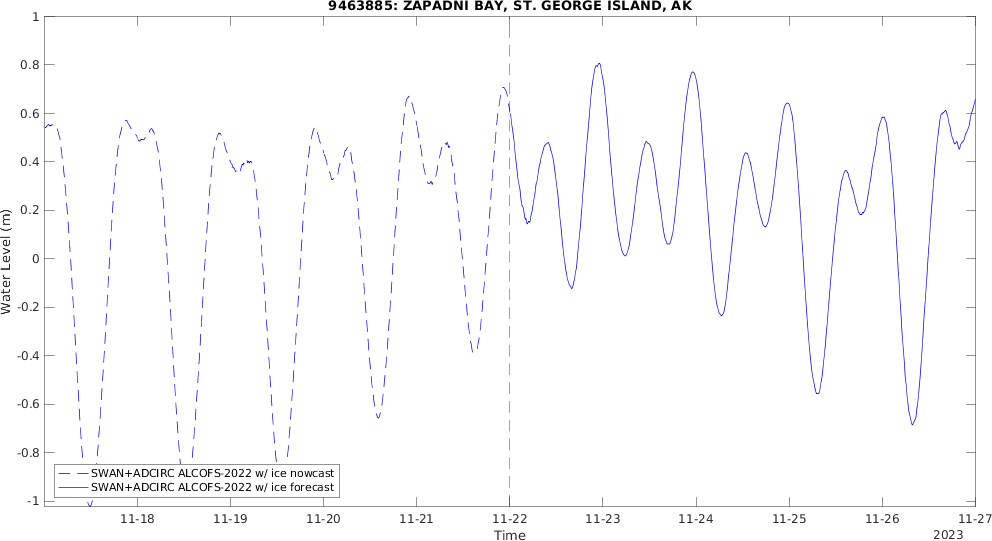 9463885: ZAPADNI BAY, ST. GEORGE ISLAND, AK
1
0.8
0.6
0.4
0.2
0
-0.2
-0.4
-0.6
-0.8
-1
Water Level (m)
SWAN+ADCIRC ALCOFS-2022 w/ ice nowcast
SWAN+ADCIRC ALCOFS-2022 w/ ice forecast
11-18 11-19 11-20 11-21 11-22 11-23 11-24 11-25 11-26 11-27
Time
2023